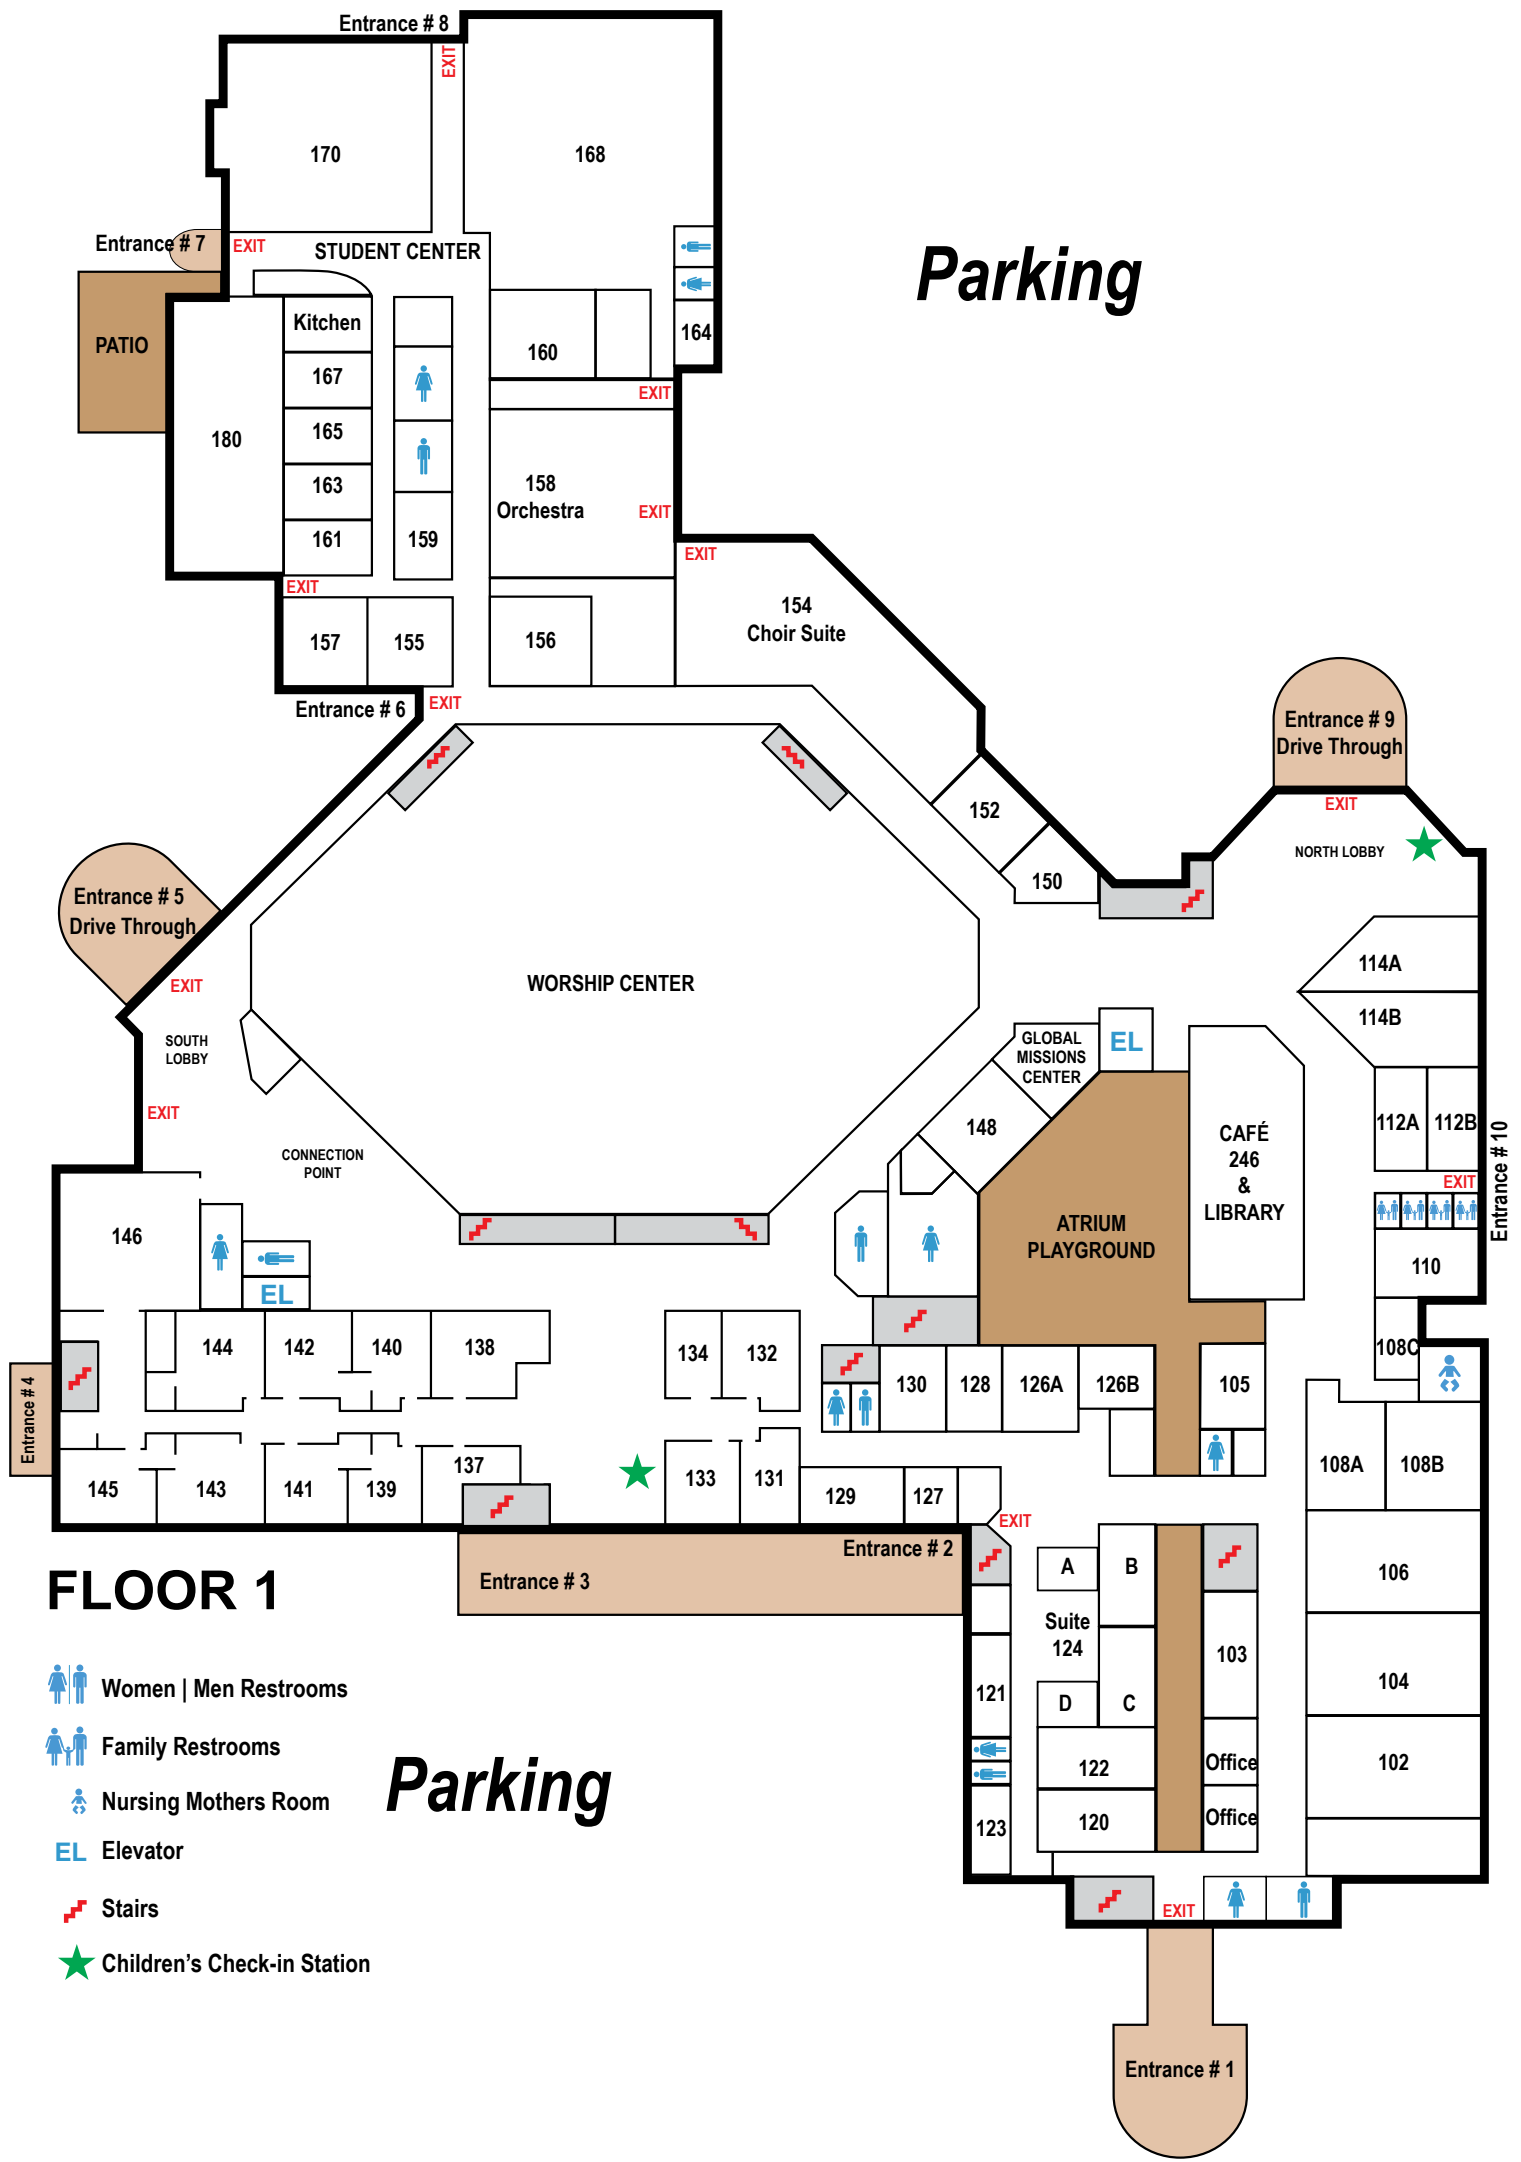 Entrance # 8
EXIT
170
168
Entrance # 7
EXIT
STUDENT CENTER
Parking
Kitchen
164
PATIO
160
167
EXIT
165
180
163
158
Orchestra
EXIT
161
159
EXIT
EXIT
154
Choir Suite
157
155
156
Entrance # 6
EXIT
Entrance # 9
Drive Through
EXIT
152
NORTH LOBBY
150
Entrance # 5
Drive Through
EXIT
WORSHIP CENTER
114A
114B
SOUTH
LOBBY
EL
GLOBAL
MISSIONS
CENTER
EXIT
148
CAFÉ
246
&
LIBRARY
112A
112B
CONNECTION
POINT
EXIT
Entrance # 10
146
ATRIUM
PLAYGROUND
110
EL
144
142
140
138
134
132
108C
130
128
126A
126B
105
Entrance # 4
145
143
141
139
137
133
131
129
127
108A
108B
EXIT
Entrance # 2
Entrance # 3
A
B
106
FLOOR 1
Suite
124
103
121
D
C
104
Women | Men Restrooms
Family Restrooms
Nursing Mothers Room
Parking
122
Office
102
120
Office
123
EL
Elevator
Stairs
EXIT
Children’s Check-in Station
Entrance # 1